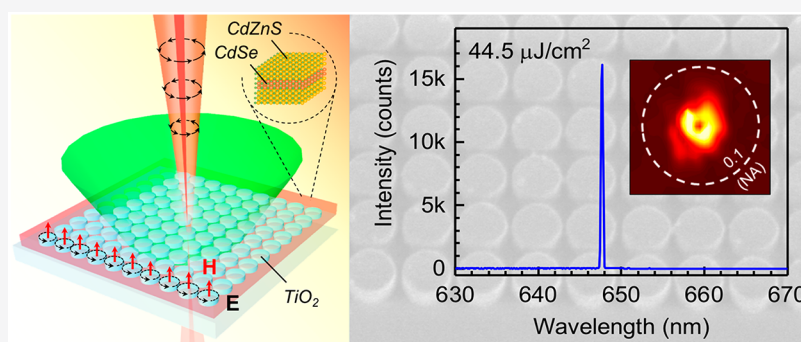 CdZnS
CdSe
H
E
TiO₂
44.5 μJ/cm²
Intensity (counts)
15k
10k
5k
0
0.1
(NA)
630 640 650 660 670
Wavelength (nm)